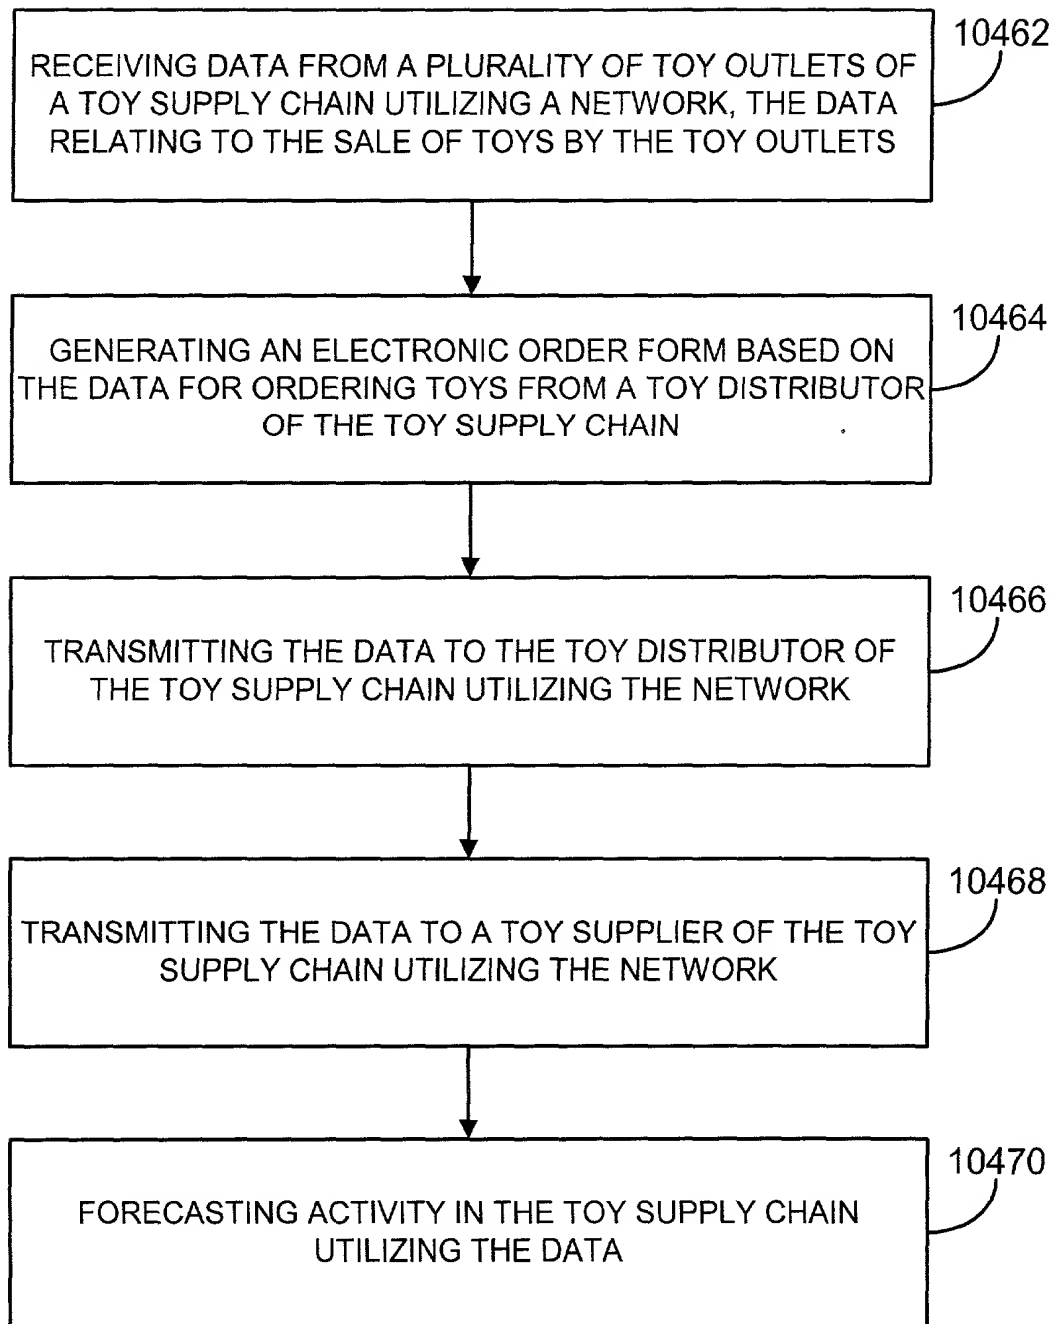 10462
RECEIVING DATA FROM A PLURALITY OF TOY OUTLETS OF
A TOY SUPPLY CHAIN UTILIZING A NETWORK, THE DATA
RELATING TO THE SALE OF TOYS BY THE TOY OUTLETS
10464
GENERATING AN ELECTRONIC ORDER FORM BASED ON
THE DATA FOR ORDERING TOYS FROM A TOY DISTRIBUTOR
OF THE TOY SUPPLY CHAIN
10466
TRANSMITTING THE DATA TO THE TOY DISTRIBUTOR OF
THE TOY SUPPLY CHAIN UTILIZING THE NETWORK
10468
TRANSMITTING THE DATA TO A TOY SUPPLIER OF THE TOY
SUPPLY CHAIN UTILIZING THE NETWORK
10470
FORECASTING ACTIVITY IN THE TOY SUPPLY CHAIN
UTILIZING THE DATA